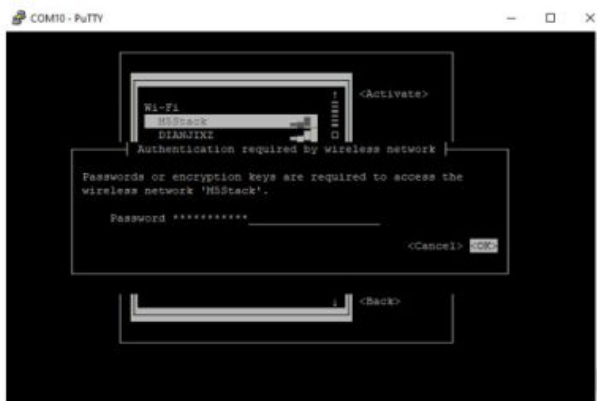 COM10 - PuTTY
<Activate>
Wi-Fi
M5Stack
DIANJIXZ
Authentication required by wireless network
Passwords or encryption keys are required to access the
wireless network 'M5Stack'.
Password ***********
<Cancel> <OK>
<Back>